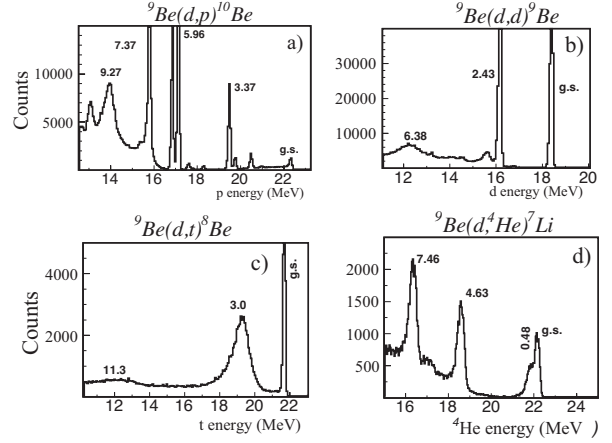 ⁹Be(d,p)¹⁰Be
a)
7.37
5.96
9.27
3.37
g.s.
10000
5000
Counts
14 16 18 20 22
p energy (MeV)
⁹Be(d,d)⁹Be
b)
2.43
g.s.
6.38
40000
30000
20000
10000
12 14 16 18 20
d energy (MeV)
⁹Be(d,t)⁸Be
c)
g.s.
3.0
11.3
4000
2000
Counts
12 14 16 18 20 22
t energy (MeV)
⁹Be(d,⁴He)⁷Li
d)
7.46
4.63
0.48
g.s.
2000
1500
1000
500
16 18 20 22 24
⁴He energy (MeV )